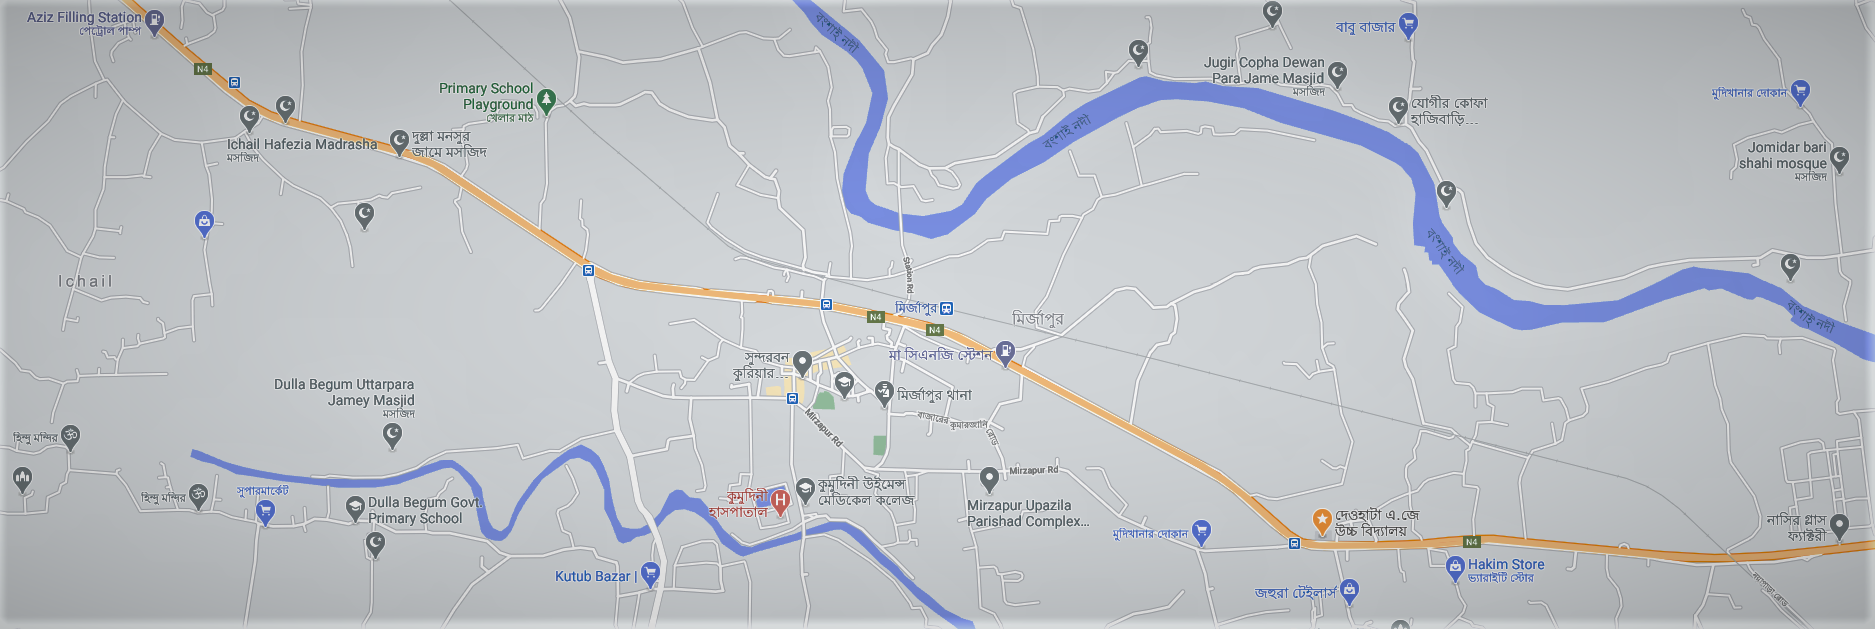 Aziz Filling Station
পেট্রোল পাম্প
N4
Ichail Hafezia Madrasha
মসজিদ
দুল্লা মনসুর
জামে মসজিদ
Primary School
Playground
খেলার মাঠ
বংশাই নদী
বংশাই নদী
Jugir Copha Dewan
Para Jame Masjid
মসজিদ
বাবু বাজার
যোগীর কোফা
হাজিবাড়ি...
মুদিখানার দোকান
Jomidar bari
shahi mosque
মসজিদ
বংশাই নদী
বংশাই নদী
Ichail
Station Rd
মির্জাপুর
N4
N4
মির্জাপুর
মা সিএনজি স্টেশন
সুন্দরবন
কুরিয়ার...
মির্জাপুর থানা
Mirzapur Rd
Dulla Begum Uttarpara
Jamey Masjid
মসজিদ
হিন্দু মন্দির
হিন্দু মন্দির
সুপারমার্কেট
Dulla Begum Govt.
Primary School
কুমুদিনী
হাসপাতাল
কুমুদিনী উইমেন্স
মেডিকেল কলেজ
Mirzapur Rd
Mirzapur Upazila
Parishad Complex...
মুদিখানার দোকান
দেওহাটা এ.জে
উচ্চ বিদ্যালয়
N4
নাসির গ্লাস
ফ্যাক্টরী
Kutub Bazar |
Hakim Store
ভ্যারাইটি স্টোর
জহুরা টেইলার্স